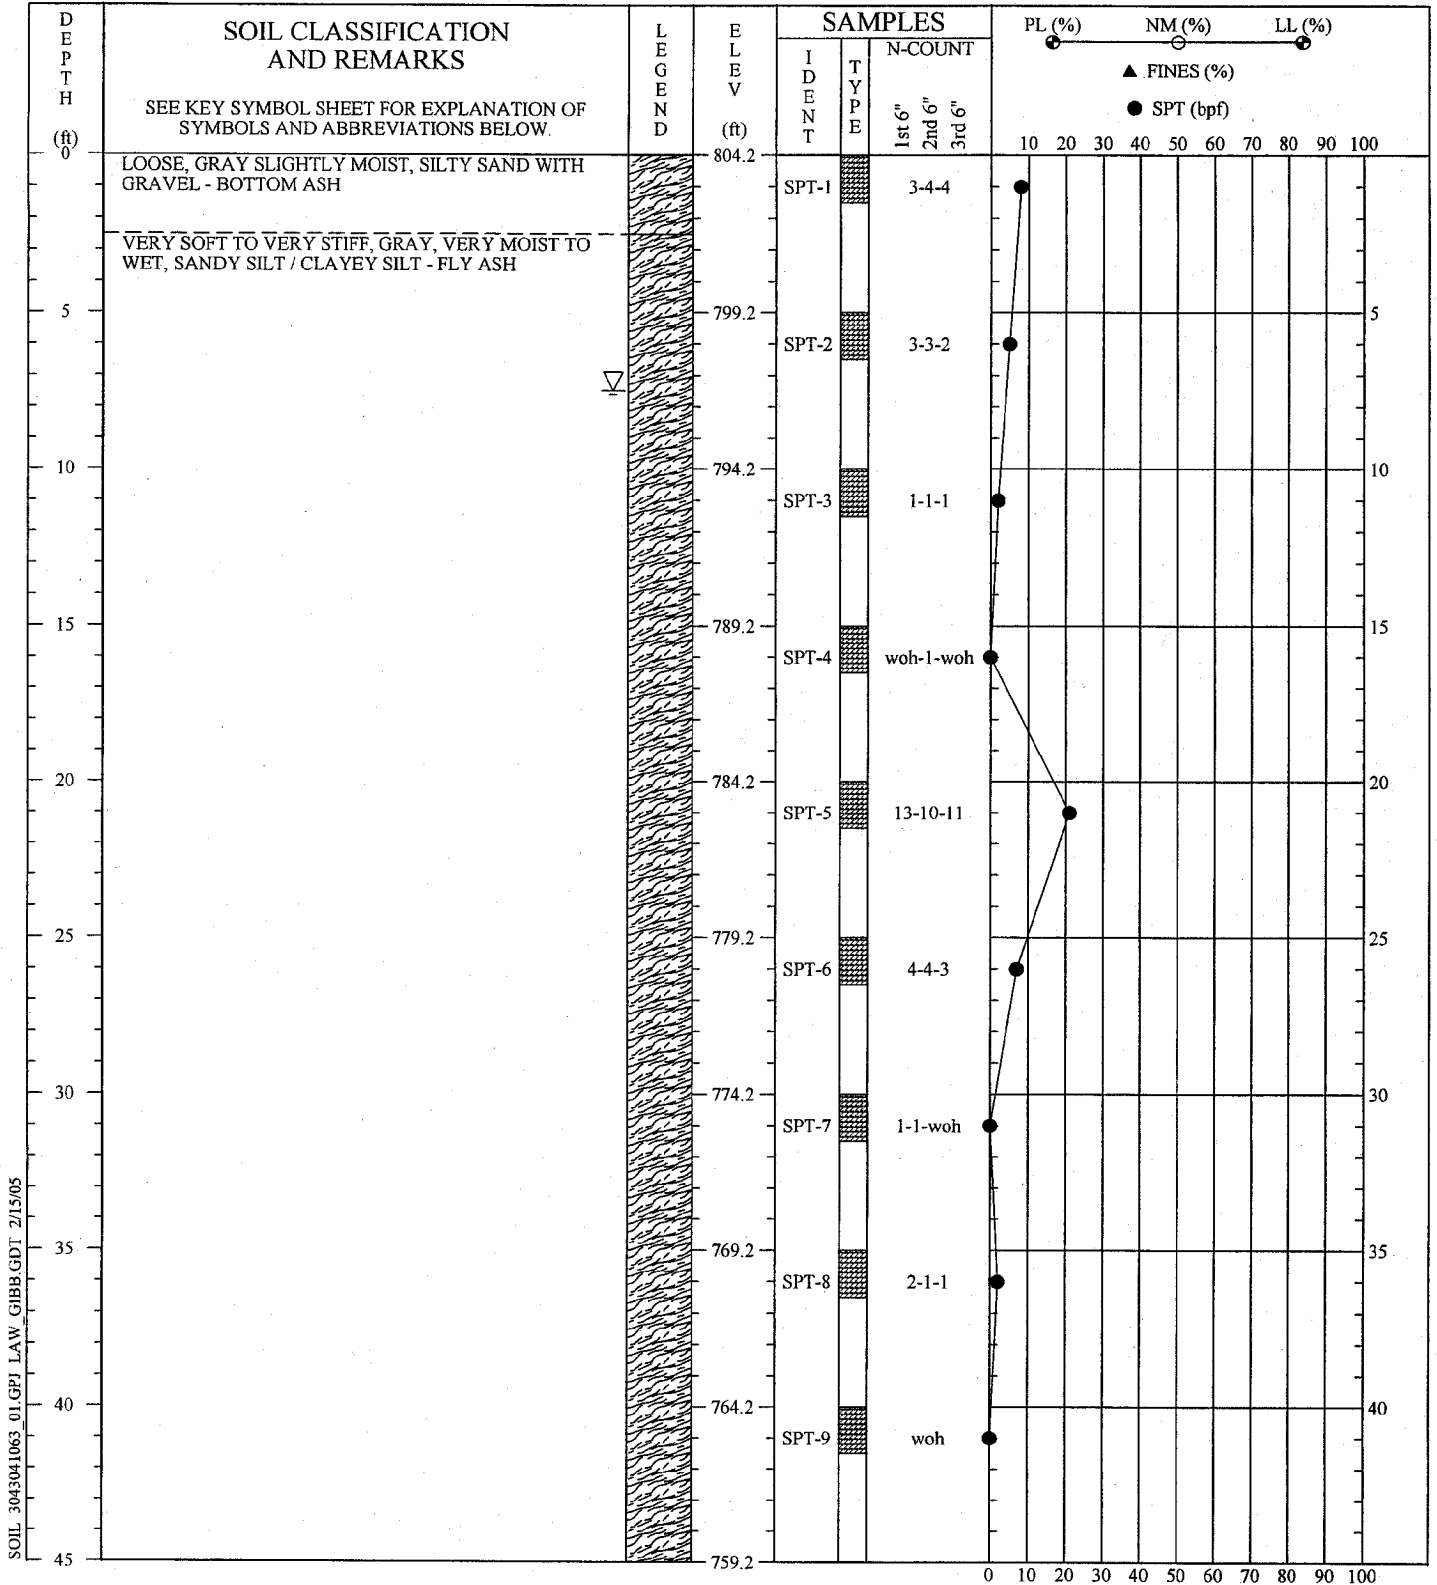 DEPTH
(ft)
SOIL CLASSIFICATION
AND REMARKS
SEE KEY SYMBOL SHEET FOR EXPLANATION OF
SYMBOLS AND ABBREVIATIONS BELOW.
LEGEND
ELEV
(ft)
SAMPLES
IDENT
TYPE
N-COUNT
1st 6"
2nd 6"
3rd 6"
PL (%) NM (%) LL (%)
FINES (%)
SPT (bpf)
10 20 30 40 50 60 70 80 90 100
0 804.2
LOOSE, GRAY SLIGHTLY MOIST, SILTY SAND WITH
GRAVEL - BOTTOM ASH
SPT-1 3-4-4
VERY SOFT TO VERY STIFF, GRAY, VERY MOIST TO
WET, SANDY SILT / CLAYEY SILT - FLY ASH
5 799.2 5
SPT-2 3-3-2
10 794.2 10
SPT-3 1-1-1
15 789.2 15
SPT-4 woh-1-woh
20 784.2 20
SPT-5 13-10-11
25 779.2 25
SPT-6 4-4-3
30 774.2 30
SPT-7 1-1-woh
35 769.2 35
SPT-8 2-1-1
40 764.2 40
SPT-9 woh
45 759.2
0 10 20 30 40 50 60 70 80 90 100
SOIL 3043041063_01.GPJ LAW_GIBB.GDT 2/15/05